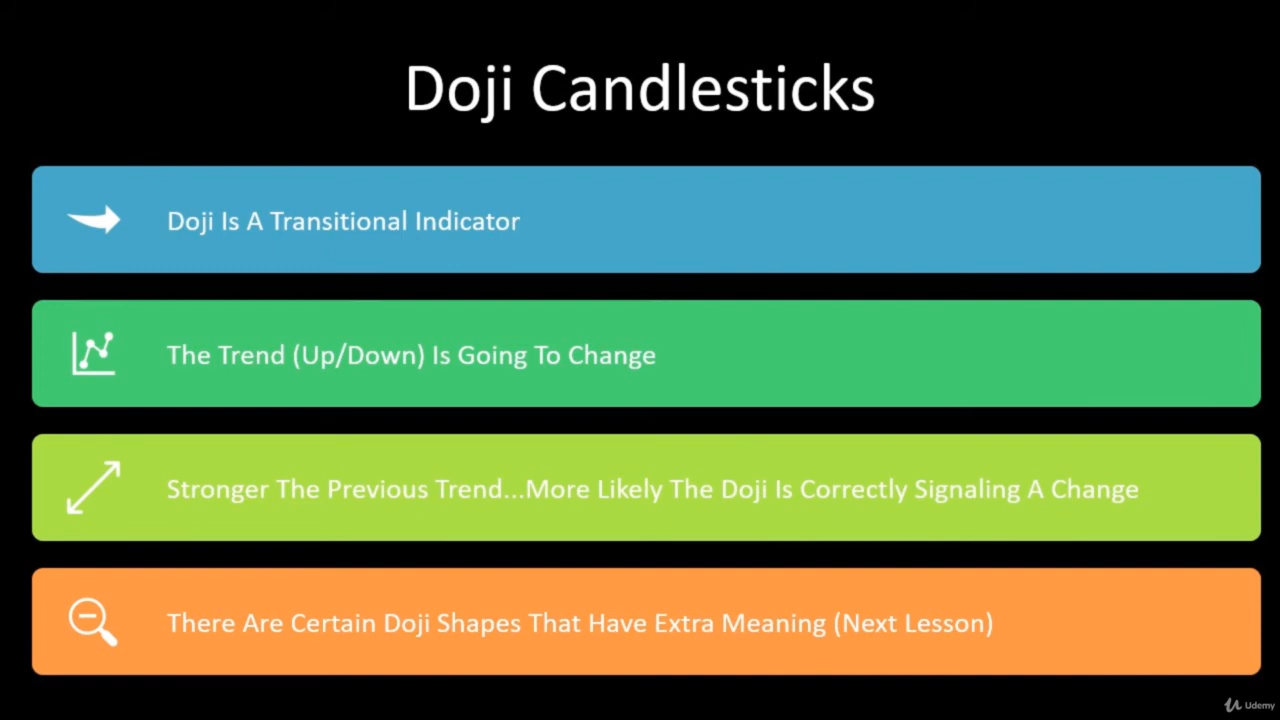 Doji Candlesticks
Doji Is A Transitional Indicator
The Trend (Up/Down) Is Going To Change
Stronger The Previous Trend...More Likely The Doji Is Correctly Signaling A Change
There Are Certain Doji Shapes That Have Extra Meaning (Next Lesson)
Udemy